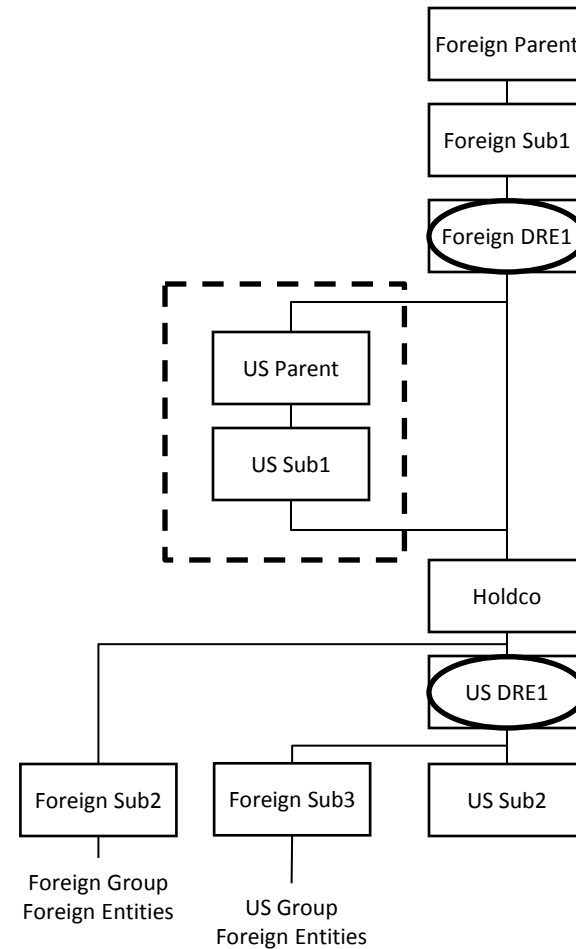 Foreign Parent
Foreign Sub1
Foreign DRE1
US Parent
US Sub1
Holdco
US DRE1
Foreign Sub2
Foreign Sub3
US Sub2
Foreign Group
Foreign Entities
US Group
Foreign Entities